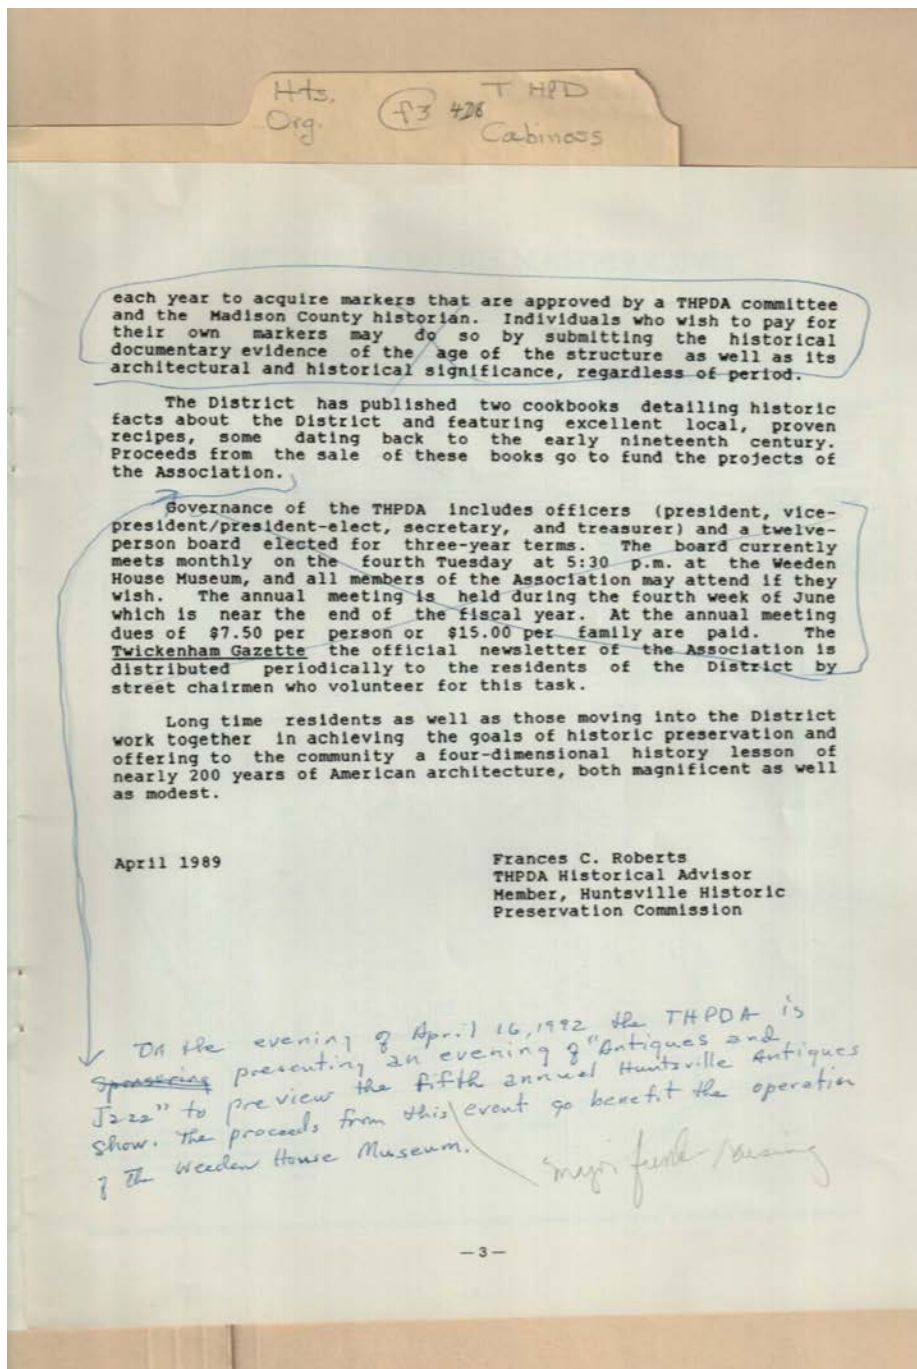 Hts. T HPD
Org. f3 426 Cabinoss
each year to acquire markers that are approved by a THPDA committee
and the Madison County historian. Individuals who wish to pay for
their own markers may do so by submitting the historical
documentary evidence of the age of the structure as well as its
architectural and historical significance, regardless of period.
The District has published two cookbooks detailing historic
facts about the District and featuring excellent local, proven
recipes, some dating back to the early nineteenth century.
Proceeds from the sale of these books go to fund the projects of
the Association.
Governance of the THPDA includes officers (president, vice-
president/president-elect, secretary, and treasurer) and a twelve-
person board elected for three-year terms. The board currently
meets monthly on the fourth Tuesday at 5:30 p.m. at the Weeden
House Museum, and all members of the Association may attend if they
wish. The annual meeting is held during the fourth week of June
which is near the end of the fiscal year. At the annual meeting
dues of $7.50 per person or $15.00 per family are paid. The
Twickenham Gazette the official newsletter of the Association is
distributed periodically to the residents of the District by
street chairmen who volunteer for this task.
Long time residents as well as those moving into the District
work together in achieving the goals of historic preservation and
offering to the community a four-dimensional history lesson of
nearly 200 years of American architecture, both magnificent as well
as modest.
April 1989 Frances C. Roberts
THPDA Historical Advisor
Member, Huntsville Historic
Preservation Commission
On the evening of April 16, 1992 the THPDA is
Sponsoring presenting an evening of "Antiques and
Jazz" to preview the fifth annual Huntsville Antiques
Show. The proceeds from this event go benefit the operation
of the Weeden House Museum.
major fund raising
-3-